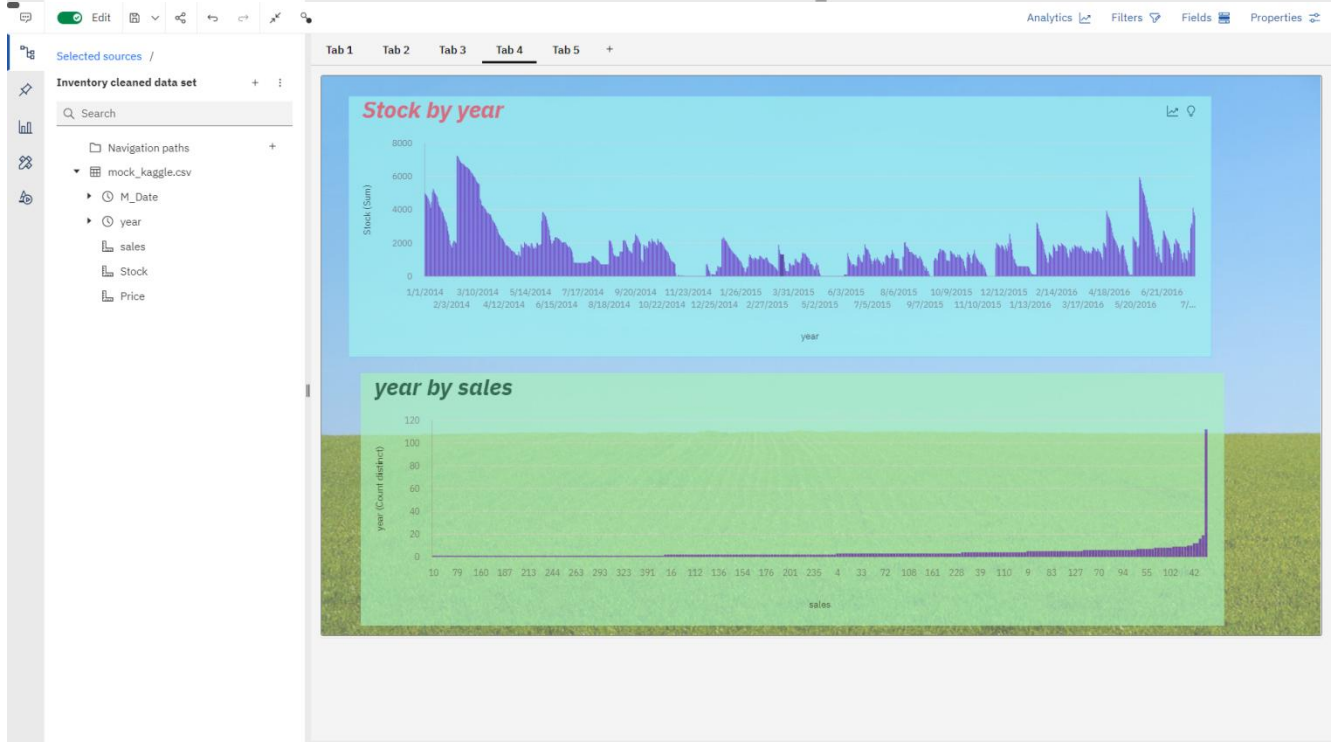 Edit
Analytics Filters Fields Properties
Selected sources /
Inventory cleaned data set
Search
Navigation paths
mock_kaggle.csv
M_Date
year
sales
Stock
Price
Tab 1 Tab 2 Tab 3 Tab 4 Tab 5 +
Stock by year
Stock (Sum)
8000
6000
4000
2000
0
1/1/2014 3/10/2014 5/14/2014 7/17/2014 9/20/2014 11/23/2014 1/26/2015 3/31/2015 6/3/2015 8/6/2015 10/9/2015 12/12/2015 2/14/2016 4/18/2016 6/21/2016
2/3/2014 4/12/2014 6/15/2014 8/18/2014 10/22/2014 12/25/2014 2/27/2015 5/2/2015 7/5/2015 9/7/2015 11/10/2015 1/13/2016 3/17/2016 5/20/2016 7/...
year
year by sales
year (Count distinct)
120
100
80
60
40
20
0
10 79 160 187 213 244 263 293 323 391 16 112 136 154 176 201 235 4 33 72 108 161 228 39 110 9 83 127 70 94 55 102 42
sales